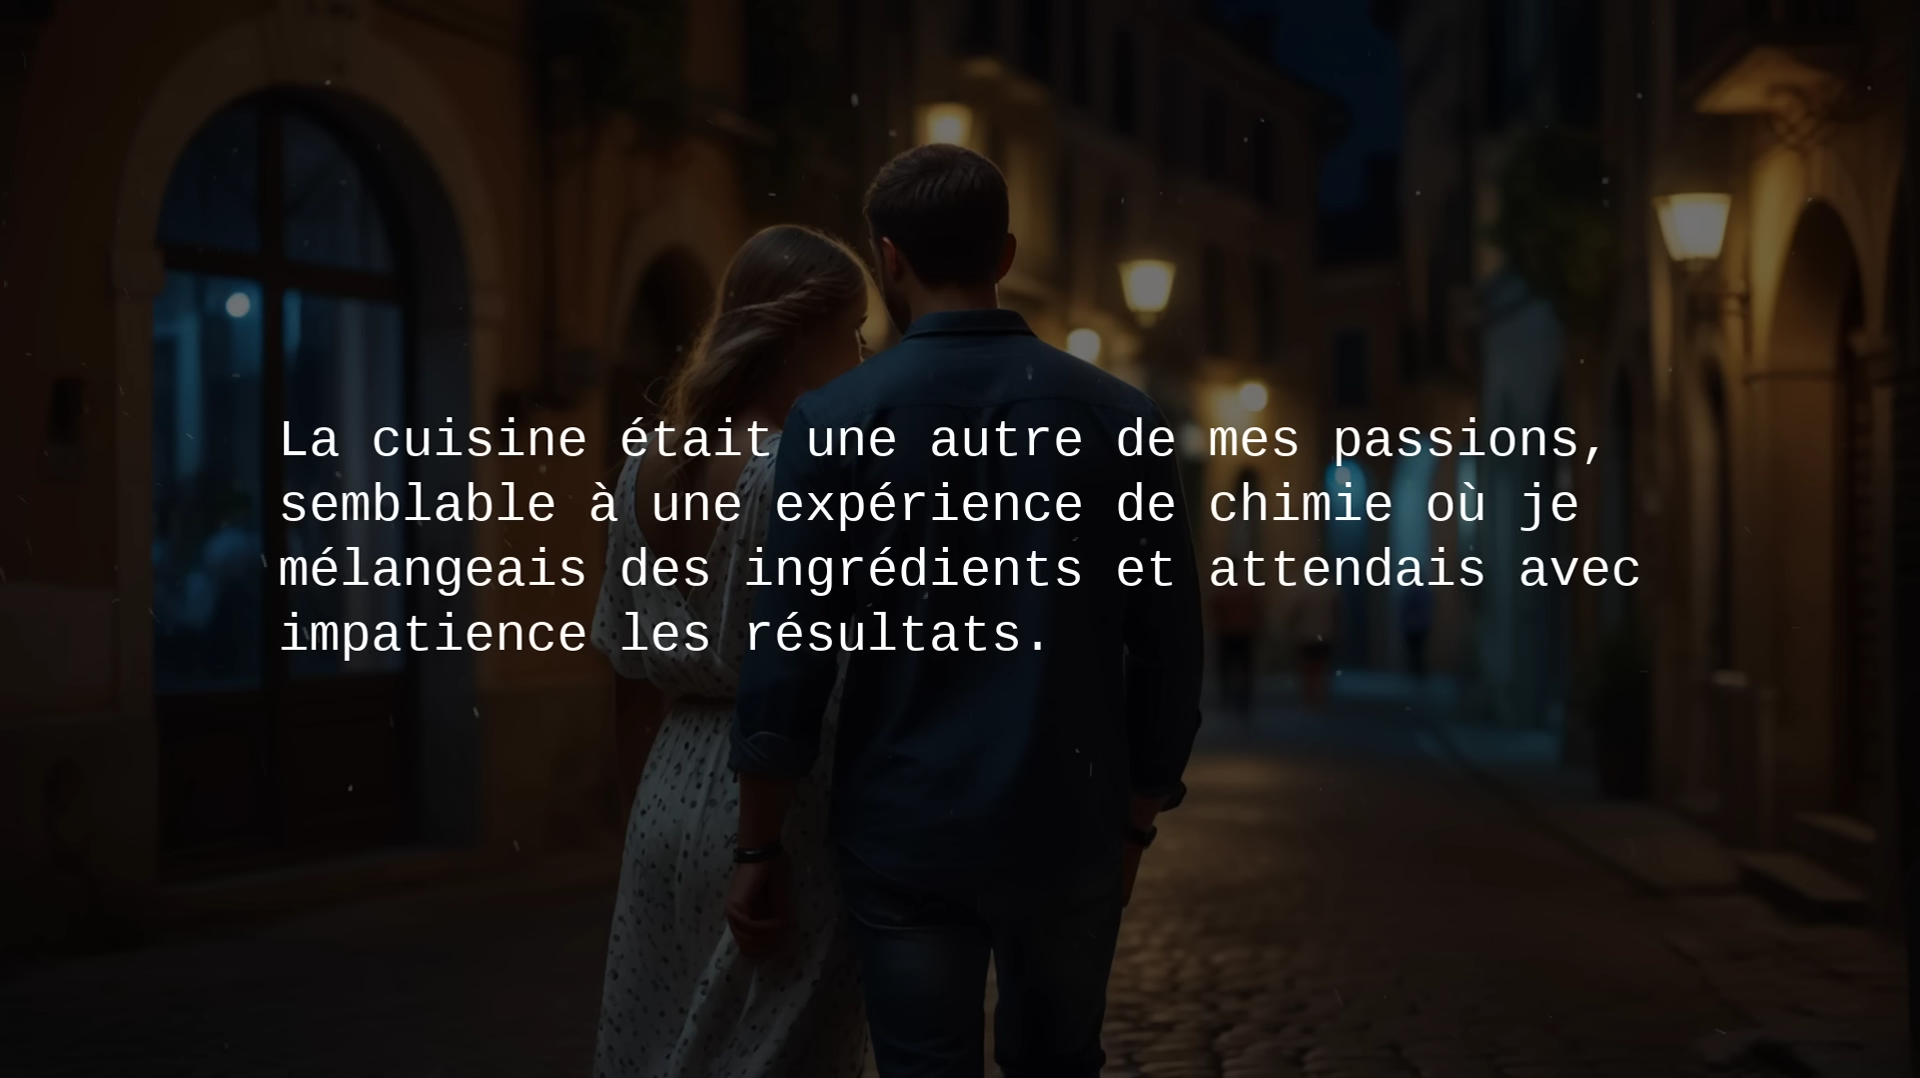 La cuisine était une autre de mes passions,
semblable à une expérience de chimie où je
mélangeais des ingrédients et attendais avec
impatience les résultats.